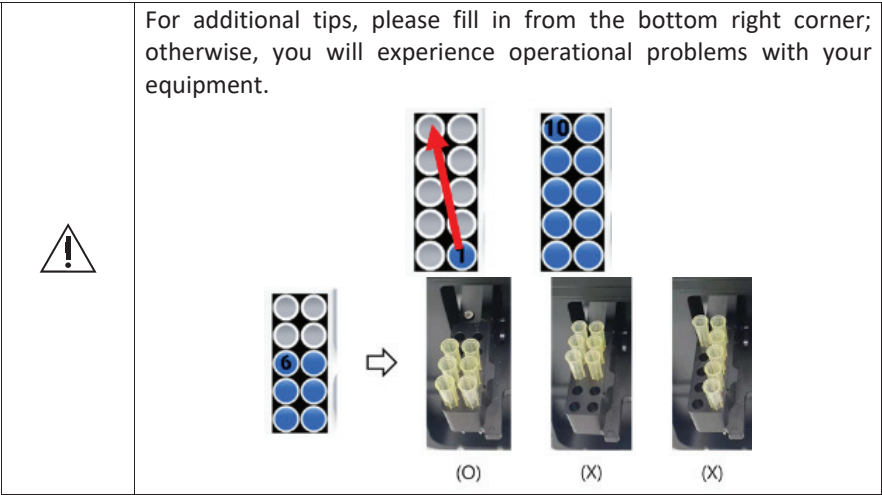 For additional tips, please fill in from the bottom right corner;
otherwise, you will experience operational problems with your
equipment.
10
1
6
(O)
(X)
(X)